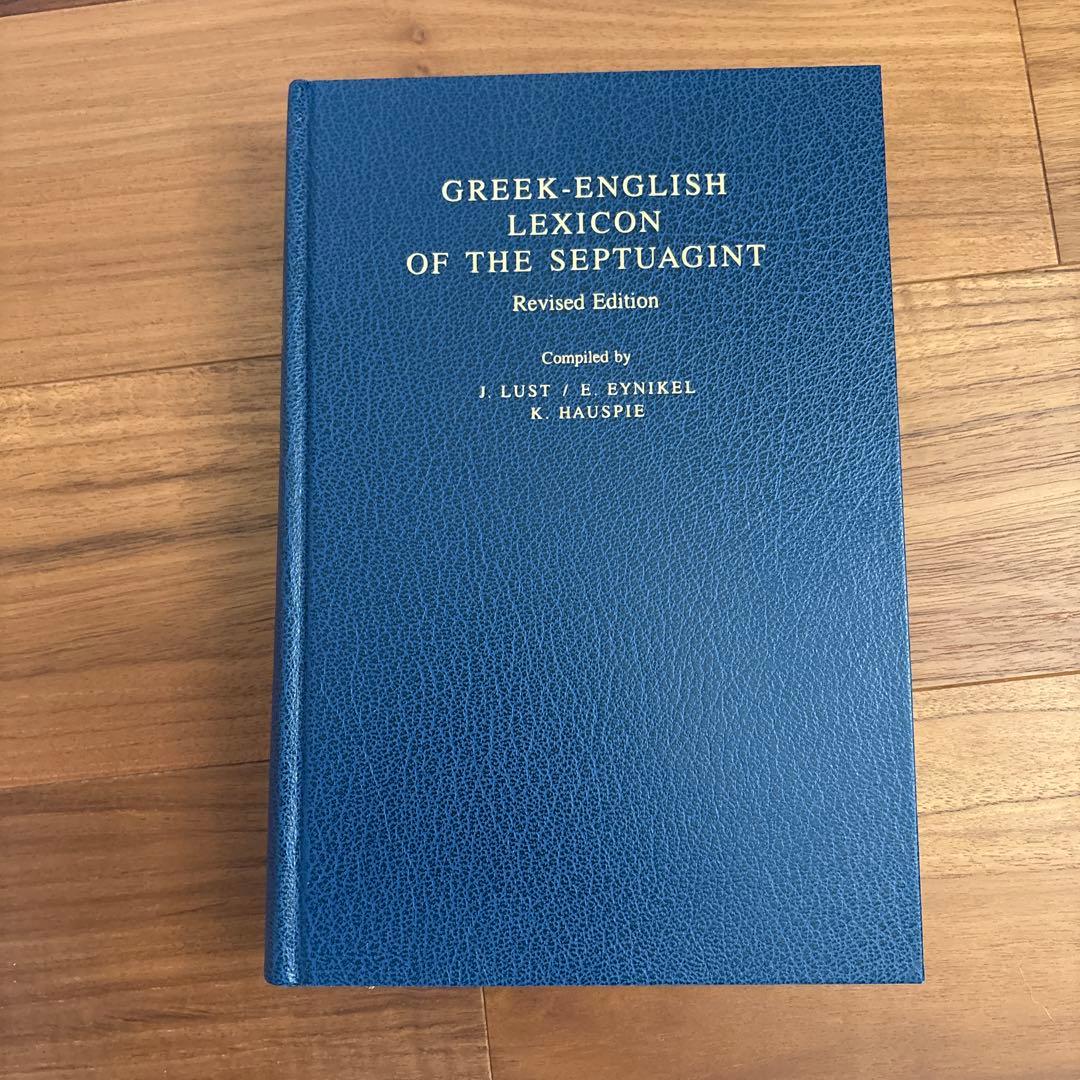 GREEK-ENGLISH
LEXICON
OF THE SEPTUAGINT
Revised Edition
Compiled by
J. LUST / E. EYNIKEL
K. HAUSPIE